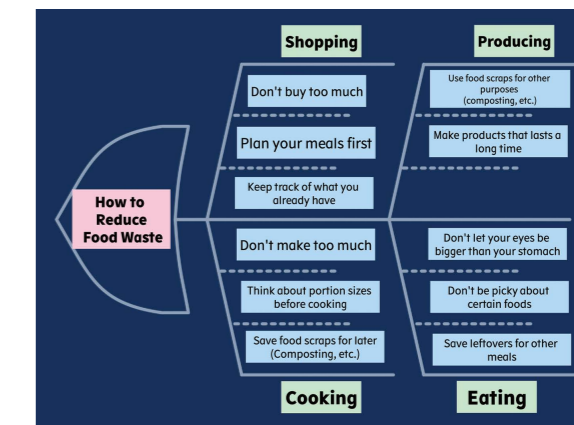 Shopping
Don't buy too much
Plan your meals first
Keep track of what you
already have
Producing
Use food scraps for other
purposes
(composting, etc.)
Make products that lasts a
long time
How to
Reduce
Food Waste
Don't make too much
Think about portion sizes
before cooking
Save food scraps for later
(Composting, etc.)
Cooking
Don't let your eyes be
bigger than your stomach
Don't be picky about
certain foods
Save leftovers for other
meals
Eating